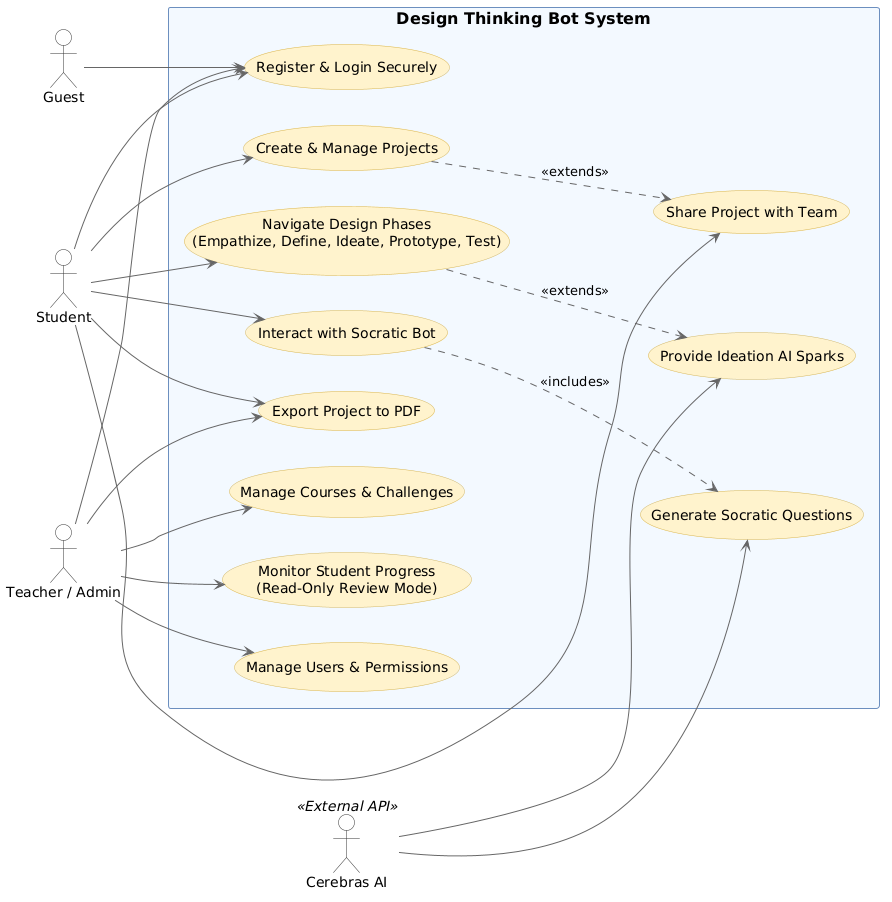 Design Thinking Bot System
Guest
Register & Login Securely
Create & Manage Projects
«extends»
Share Project with Team
Navigate Design Phases
(Empathize, Define, Ideate, Prototype, Test)
«extends»
Student
Interact with Socratic Bot
Provide Ideation AI Sparks
«includes»
Export Project to PDF
Manage Courses & Challenges
Generate Socratic Questions
Teacher / Admin
Monitor Student Progress
(Read-Only Review Mode)
Manage Users & Permissions
«External API»
Cerebras AI